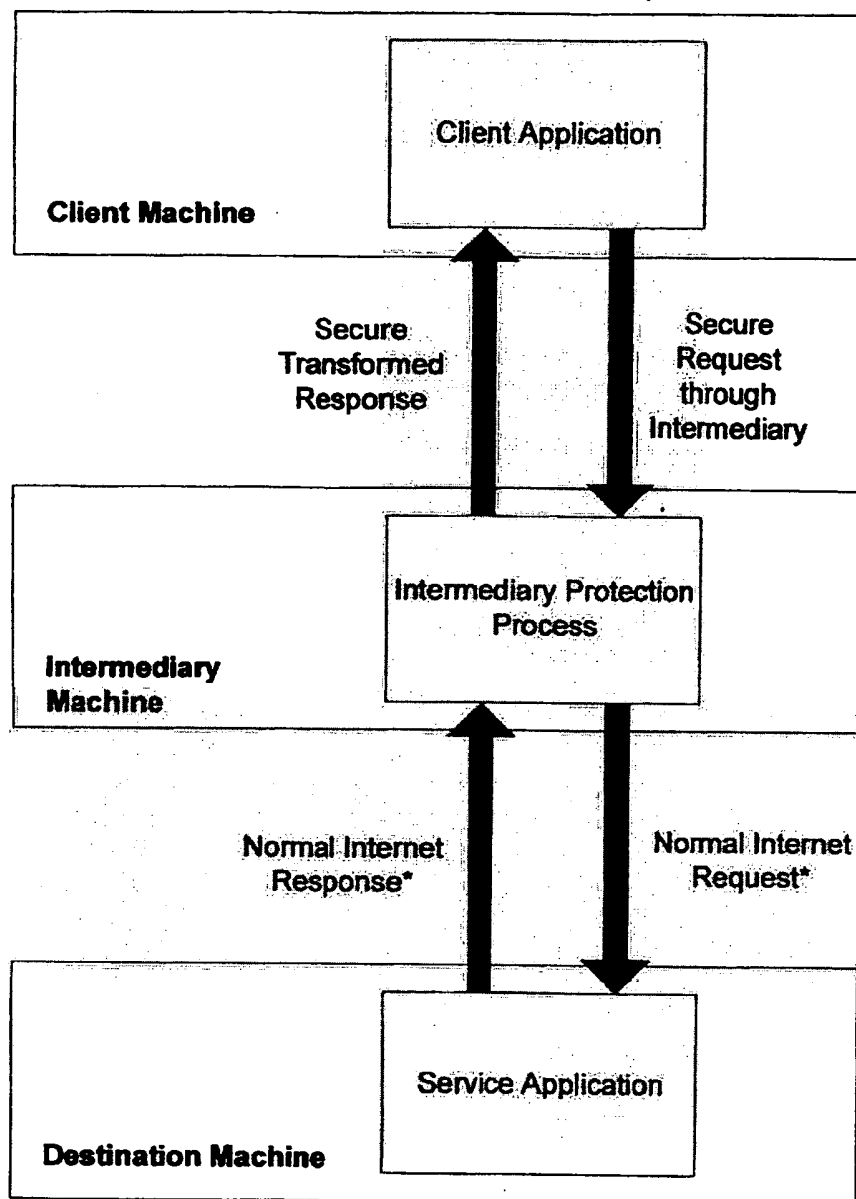 Client Application
Client Machine
Secure
Transformed
Response
Secure
Request
through
Intermediary
Intermediary Protection
Process
Intermediary
Machine
Normal Internet
Response*
Normal Internet
Request*
Service Application
Destination Machine